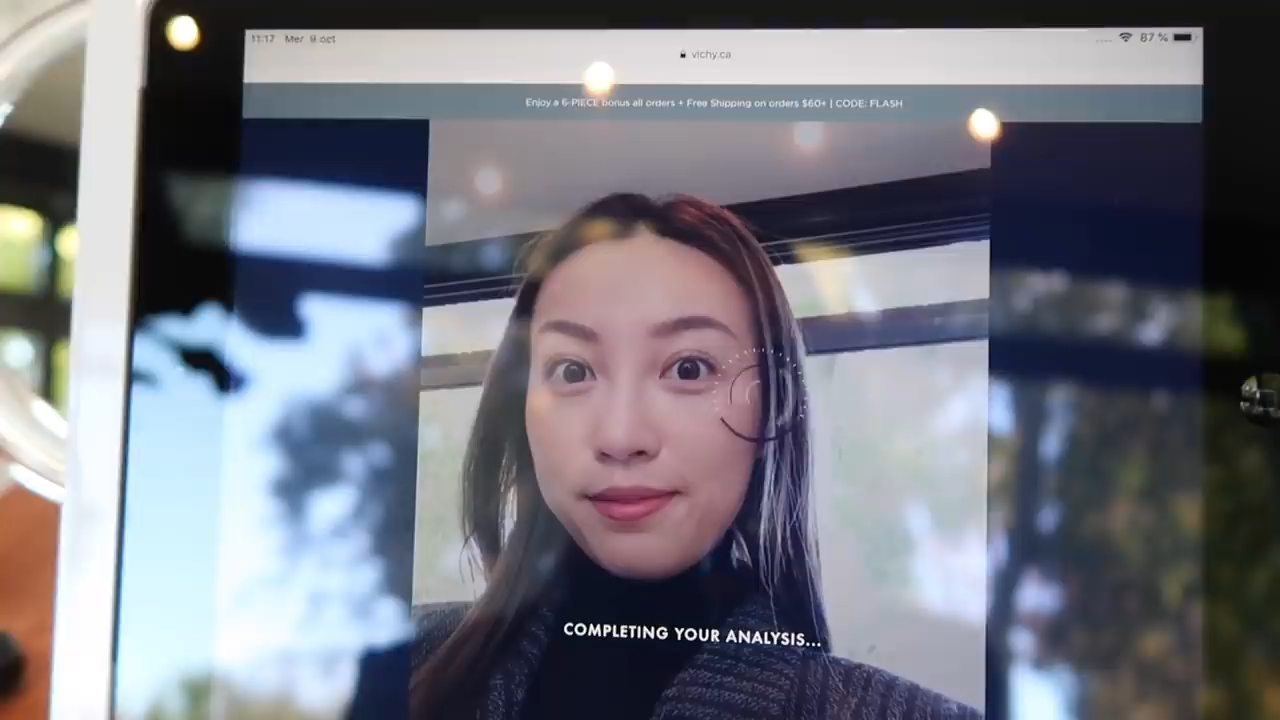 11:17 Mer 9 oct
87 %
vichy.ca
Enjoy a 6-PIECE bonus all orders + Free Shipping on orders $60+ | CODE: FLASH
COMPLETING YOUR ANALYSIS...